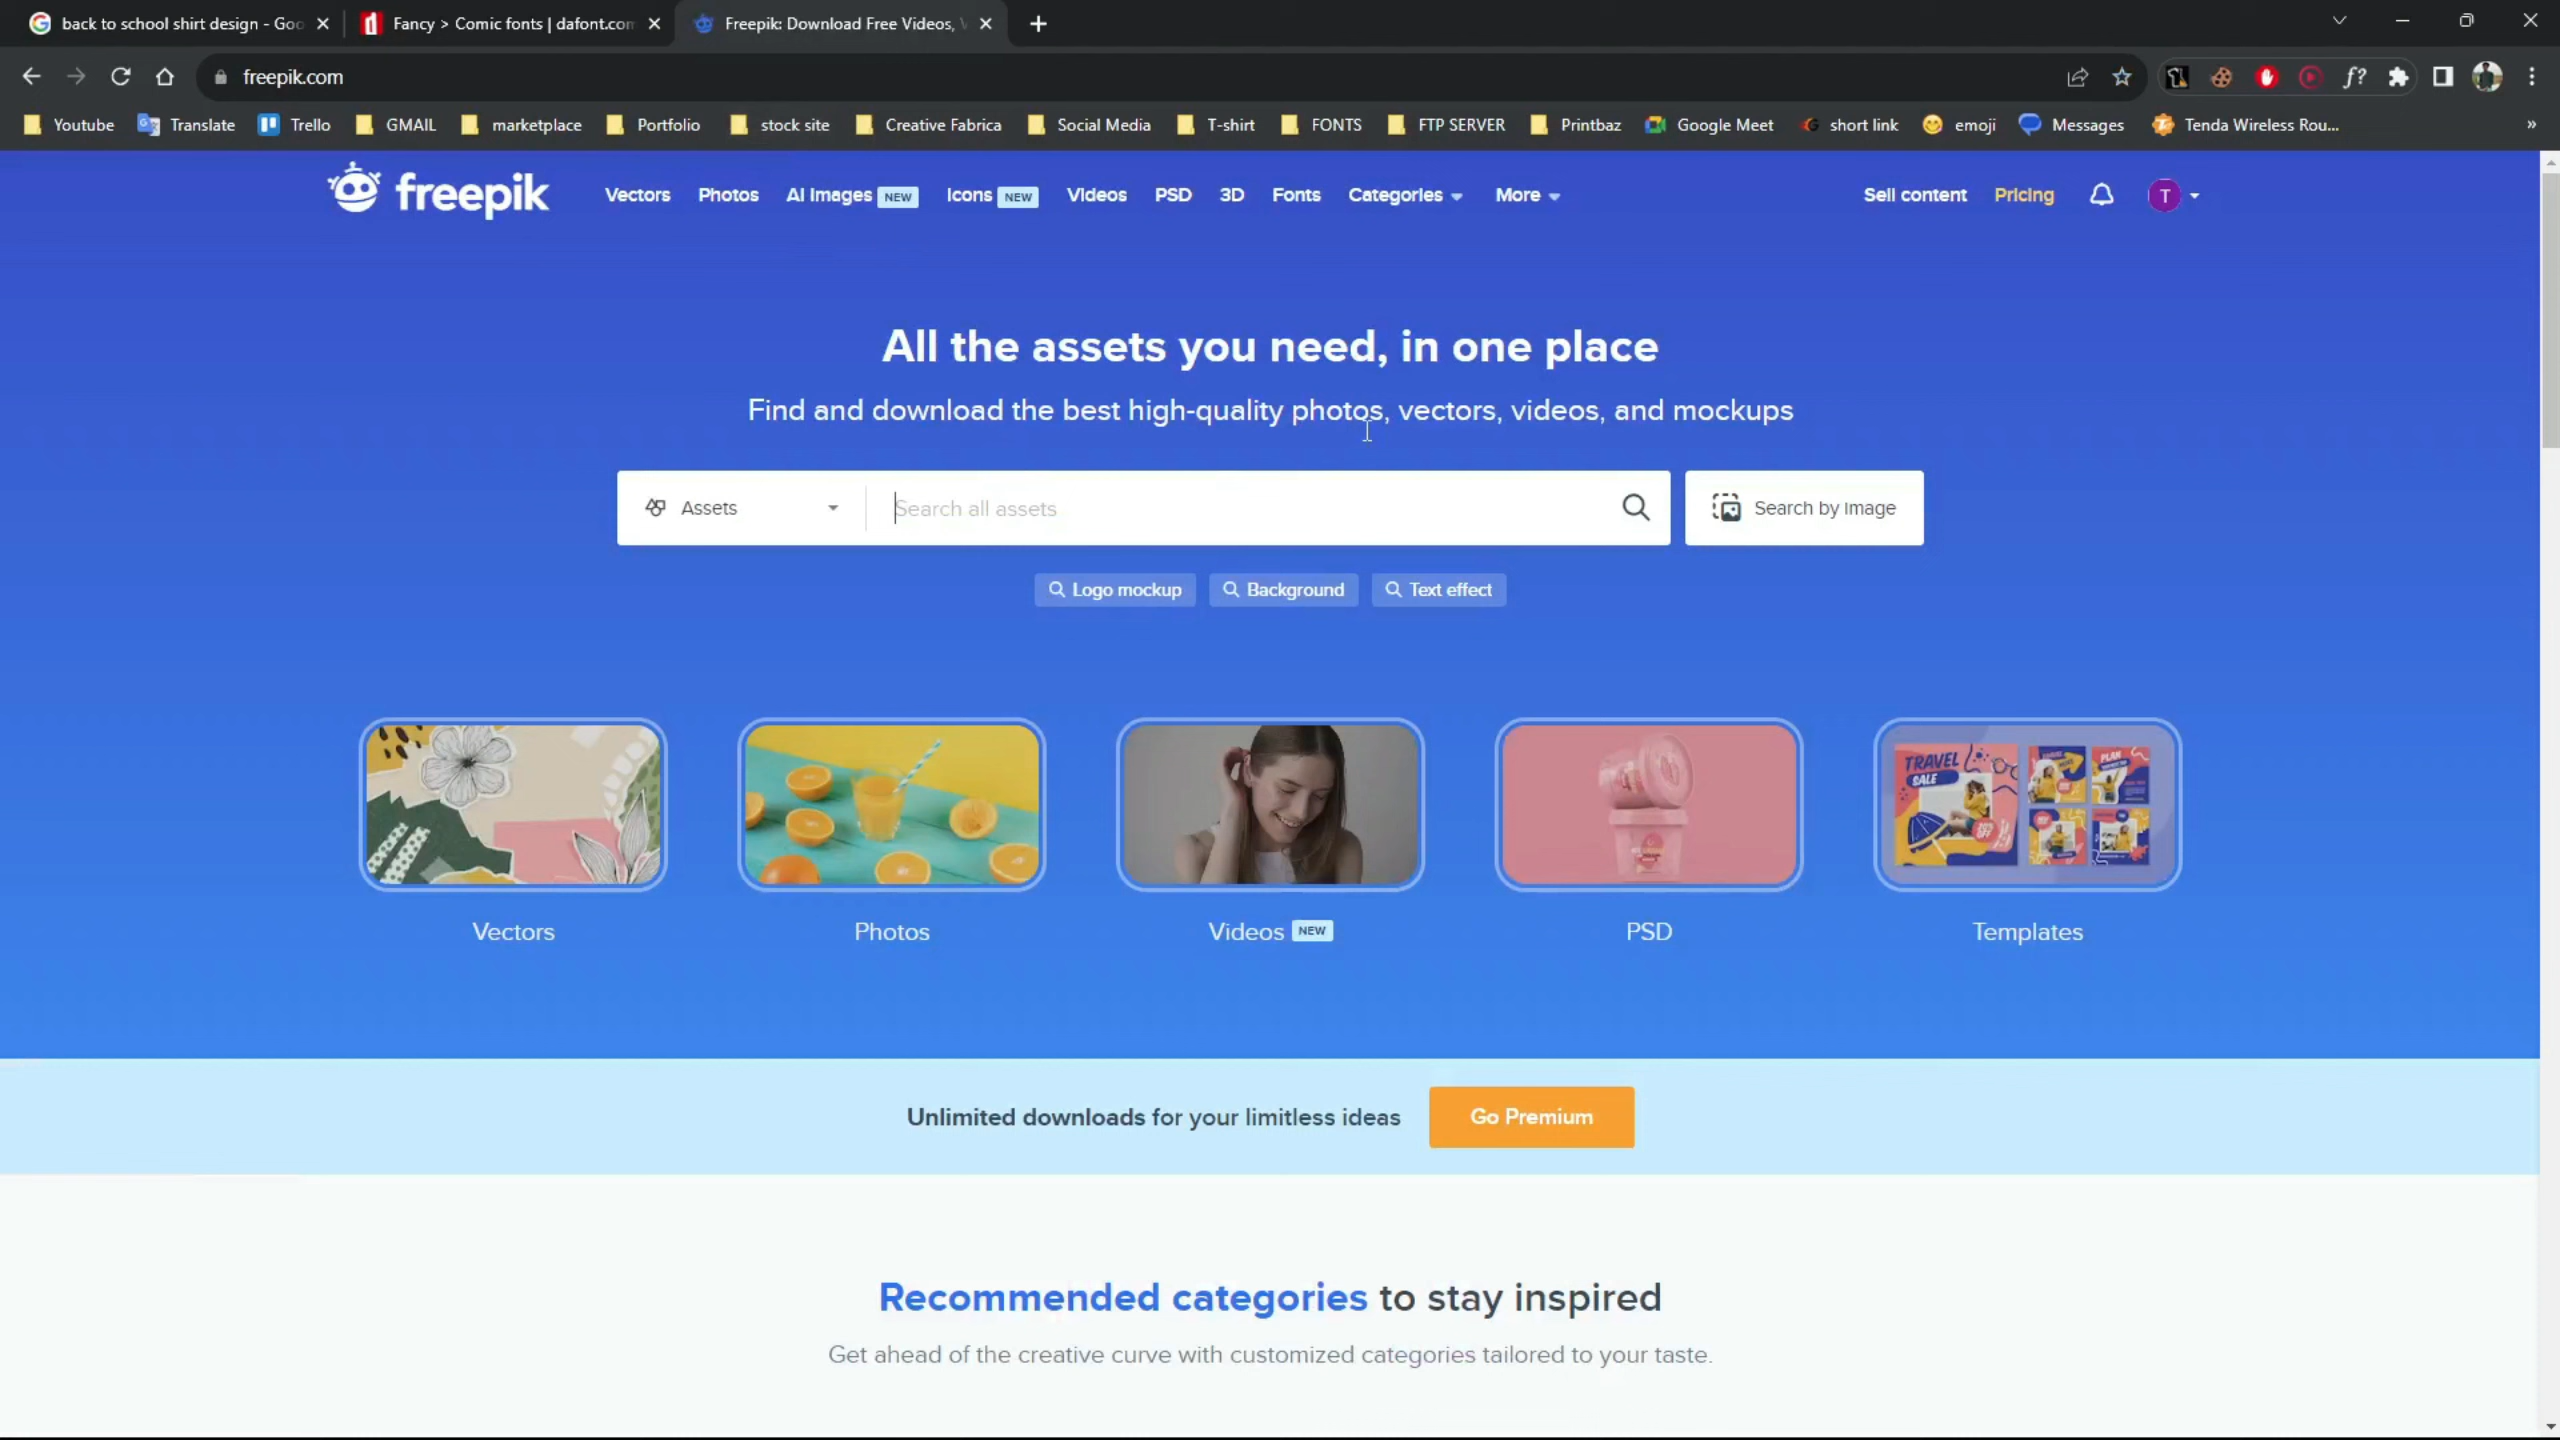 back to school shirt design - Goo
Fancy > Comic fonts | dafont.com
Freepik: Download Free Videos,
freepik.com
f?
Youtube Translate Trello GMAIL marketplace Portfolio stock site Creative Fabrica Social Media T-shirt FONTS FTP SERVER Printbaz Google Meet short link emoji Messages Tenda Wireless Rou... »
freepik Vectors Photos AI Images NEW Icons NEW Videos PSD 3D Fonts Categories More Sell content Pricing T
All the assets you need, in one place
Find and download the best high-quality photos, vectors, videos, and mockups
Assets Search all assets Search by image
Logo mockup Background Text effect
TRAVEL
SALE
Vectors Photos Videos NEW PSD Templates
Unlimited downloads for your limitless ideas Go Premium
Recommended categories to stay inspired
Get ahead of the creative curve with customized categories tailored to your taste.